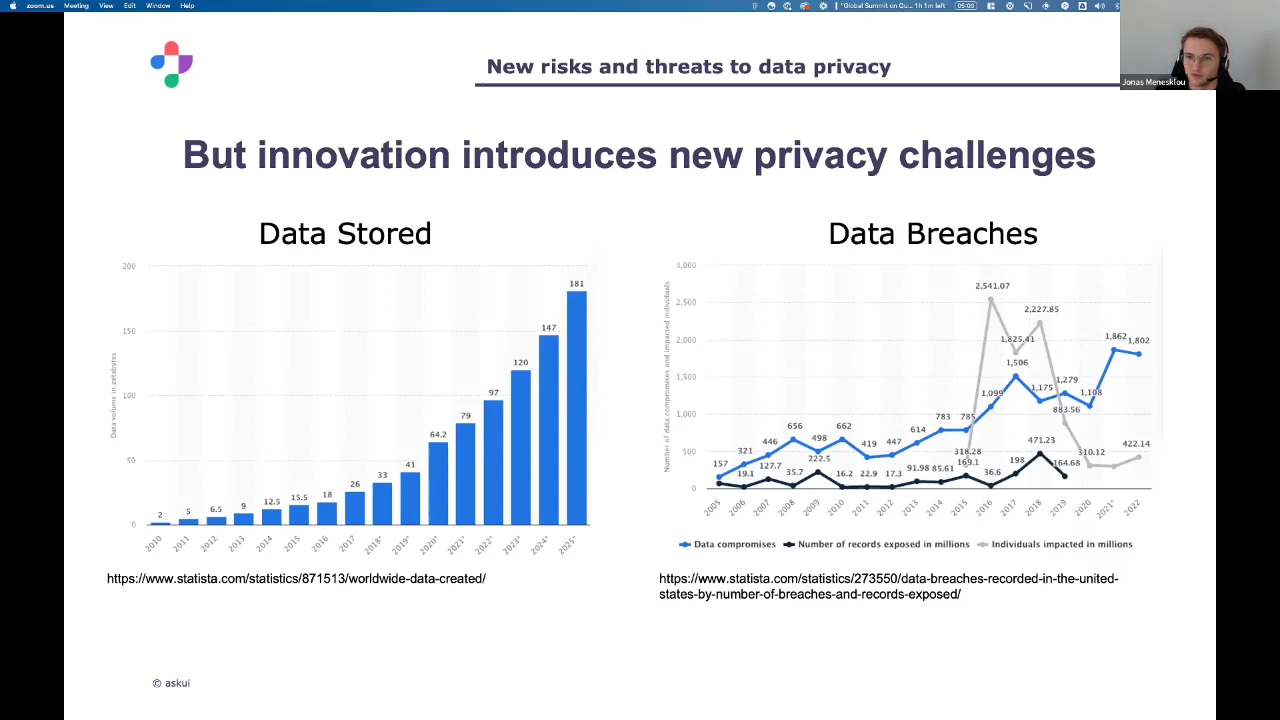 zoom.us Meeting View Edit Window Help
"Global Summit on Qu... 1h 1m left 05:00
Jonas Menesklou
New risks and threats to data privacy
But innovation introduces new privacy challenges
Data Stored
200
150
100
50
0
Data volume in zetabytes
2
5
6.5
9
12.5
15.5
18
26
33
41
64.2
79
97
120
147
181
2010 2011 2012 2013 2014 2015 2016 2017 2018* 2019* 2020* 2021* 2022* 2023* 2024* 2025*
https://www.statista.com/statistics/871513/worldwide-data-created/
Data Breaches
3,000
2,500
2,000
1,500
1,000
500
0
Number of data compromises and impacted individuals
157 321 446 656 498 662 419 447 614 783 785 1,099 1,506 1,175 1,279 1,108 1,862 1,802
19.1 127.7 35.7 222.5 16.2 22.9 17.3 91.98 85.61 169.1 36.6 198 471.23 164.68
318.28 2,541.07 1,825.41 2,227.85 883.56 310.12 422.14
2005 2006 2007 2008 2009 2010 2011 2012 2013 2014 2015 2016 2017 2018 2019 2020 2021* 2022
Data compromises Number of records exposed in millions Individuals impacted in millions
https://www.statista.com/statistics/273550/data-breaches-recorded-in-the-united-
states-by-number-of-breaches-and-records-exposed/
© askui